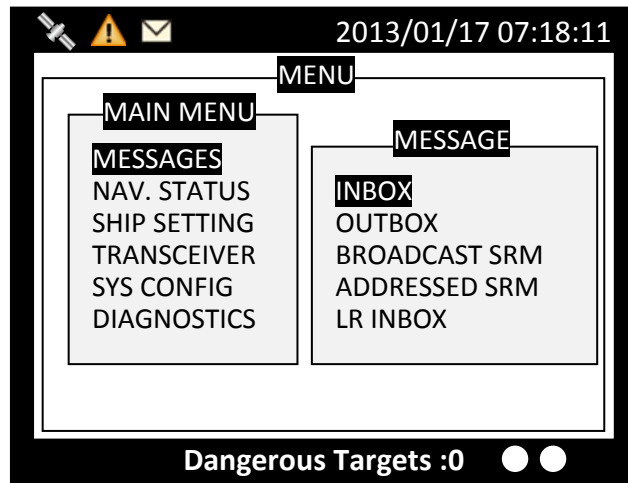 2013/01/17 07:18:11
MENU
MAIN MENU
MESSAGES
NAV. STATUS
SHIP SETTING
TRANSCEIVER
SYS CONFIG
DIAGNOSTICS
MESSAGE
INBOX
OUTBOX
BROADCAST SRM
ADDRESSED SRM
LR INBOX
Dangerous Targets :0